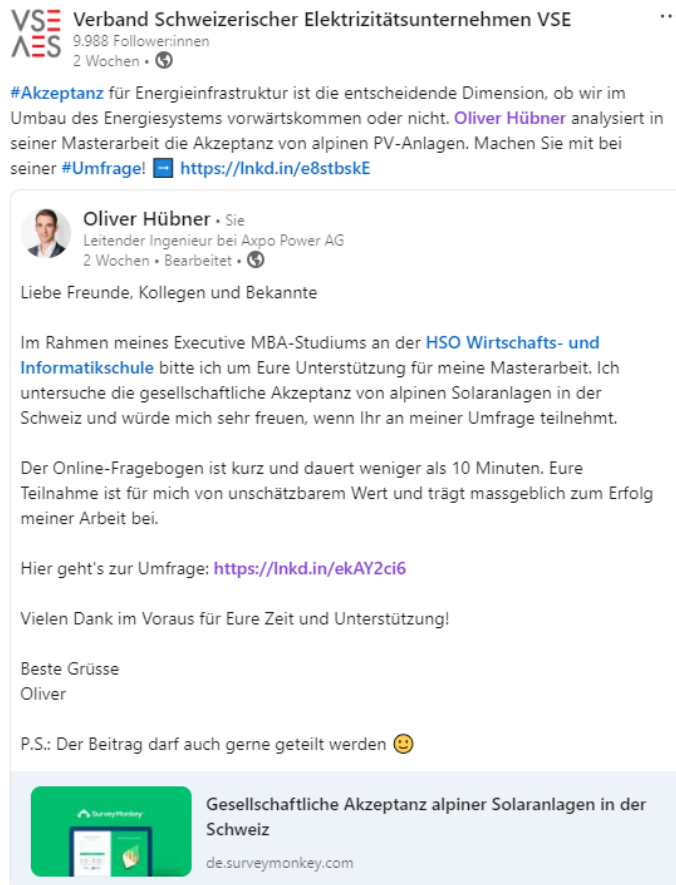 VSE
AES
Verband Schweizerischer Elektrizitätsunternehmen VSE
9.988 Follower:innen
2 Wochen •
#Akzeptanz für Energieinfrastruktur ist die entscheidende Dimension, ob wir im
Umbau des Energiesystems vorwärtskommen oder nicht. Oliver Hübner analysiert in
seiner Masterarbeit die Akzeptanz von alpinen PV-Anlagen. Machen Sie mit bei
seiner #Umfrage! ➡ https://lnkd.in/e8stbskE
Oliver Hübner • Sie
Leitender Ingenieur bei Axpo Power AG
2 Wochen • Bearbeitet •
Liebe Freunde, Kollegen und Bekannte
Im Rahmen meines Executive MBA-Studiums an der HSO Wirtschafts- und
Informatikschule bitte ich um Eure Unterstützung für meine Masterarbeit. Ich
untersuche die gesellschaftliche Akzeptanz von alpinen Solaranlagen in der
Schweiz und würde mich sehr freuen, wenn Ihr an meiner Umfrage teilnehmt.
Der Online-Fragebogen ist kurz und dauert weniger als 10 Minuten. Eure
Teilnahme ist für mich von unschätzbarem Wert und trägt massgeblich zum Erfolg
meiner Arbeit bei.
Hier geht's zur Umfrage: https://lnkd.in/ekAY2ci6
Vielen Dank im Voraus für Eure Zeit und Unterstützung!
Beste Grüsse
Oliver
P.S.: Der Beitrag darf auch gerne geteilt werden 🙂
SurveyMonkey
Gesellschaftliche Akzeptanz alpiner Solaranlagen in der
Schweiz
de.surveymonkey.com